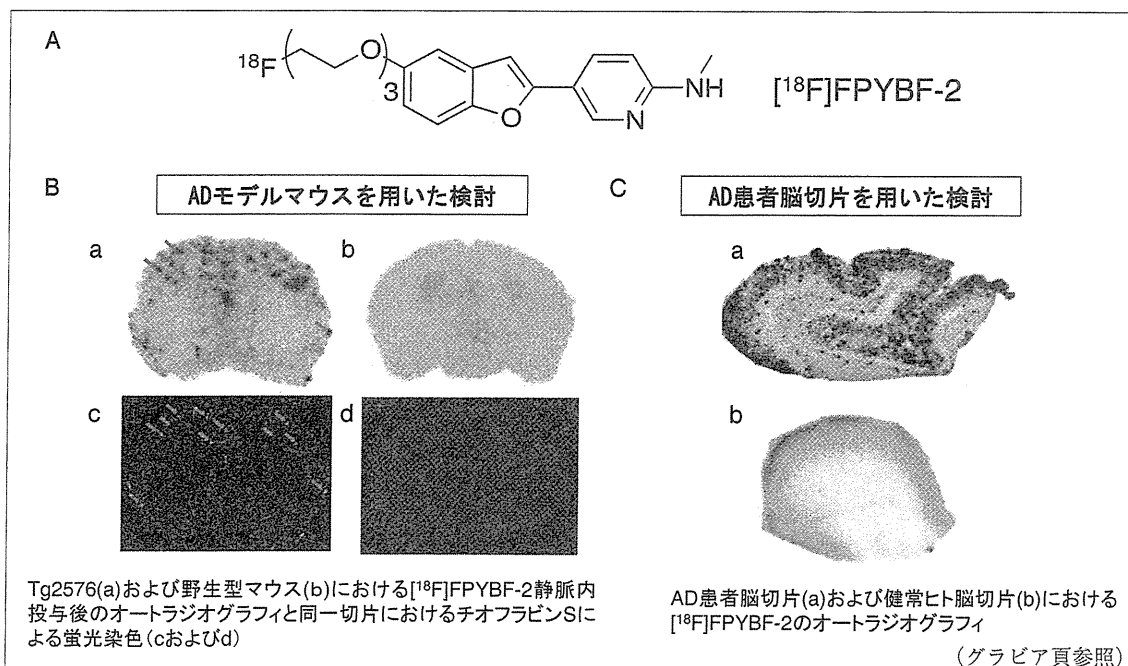 A
¹⁸F
O
3
O
N
NH
[¹⁸F]FPYBF-2
B
ADモデルマウスを用いた検討
a
b
c
d
Tg2576(a)および野生型マウス(b)における[¹⁸F]FPYBF-2静脈内
投与後のオートラジオグラフィと同一切片におけるチオフラビンSに
よる蛍光染色(cおよびd)
C
AD患者脳切片を用いた検討
a
b
AD患者脳切片(a)および健常ヒト脳切片(b)における
[¹⁸F]FPYBF-2のオートラジオグラフィ
(グラビア頁参照)